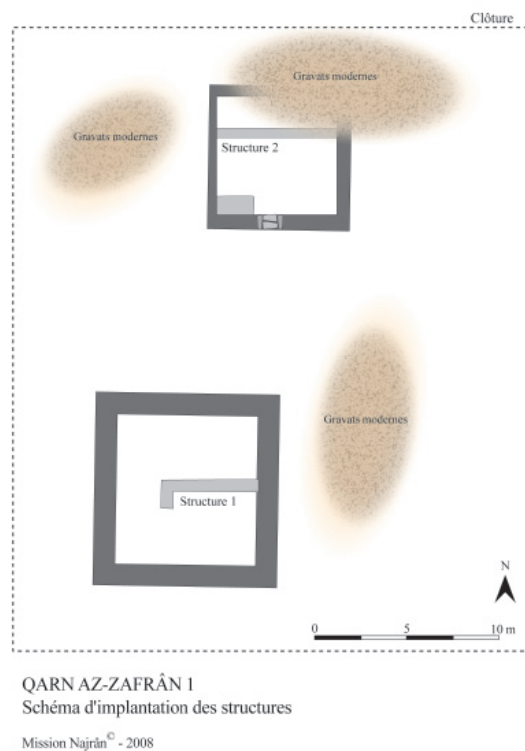 Clôture
Gravats modernes
Gravats modernes
Structure 2
Gravats modernes
Structure 1
N
0 5 10 m
QARN AZ-ZAFRÂN 1
Schéma d'implantation des structures
Mission Najrân© - 2008